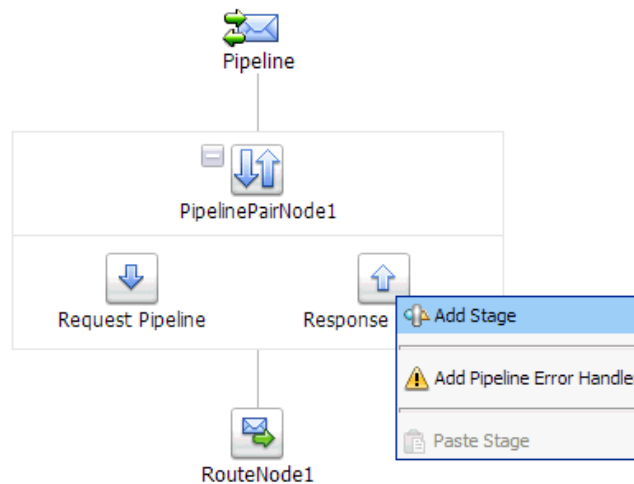 Pipeline
PipelinePairNode1
Request Pipeline
Response
Add Stage
Add Pipeline Error Handle
Paste Stage
RouteNode1